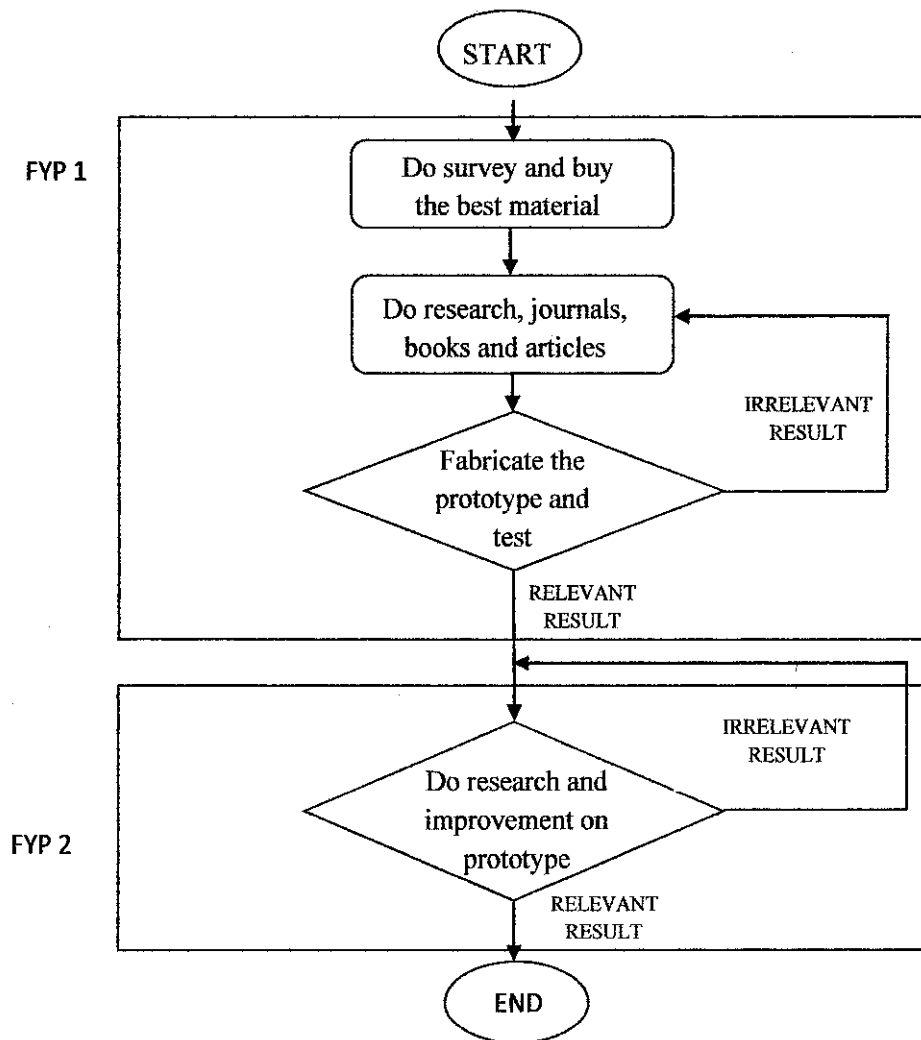 START
FYP 1
Do survey and buy
the best material
Do research, journals,
books and articles
IRRELEVANT
RESULT
Fabricate the
prototype and
test
RELEVANT
RESULT
IRRELEVANT
RESULT
Do research and
improvement on
prototype
FYP 2
RELEVANT
RESULT
END